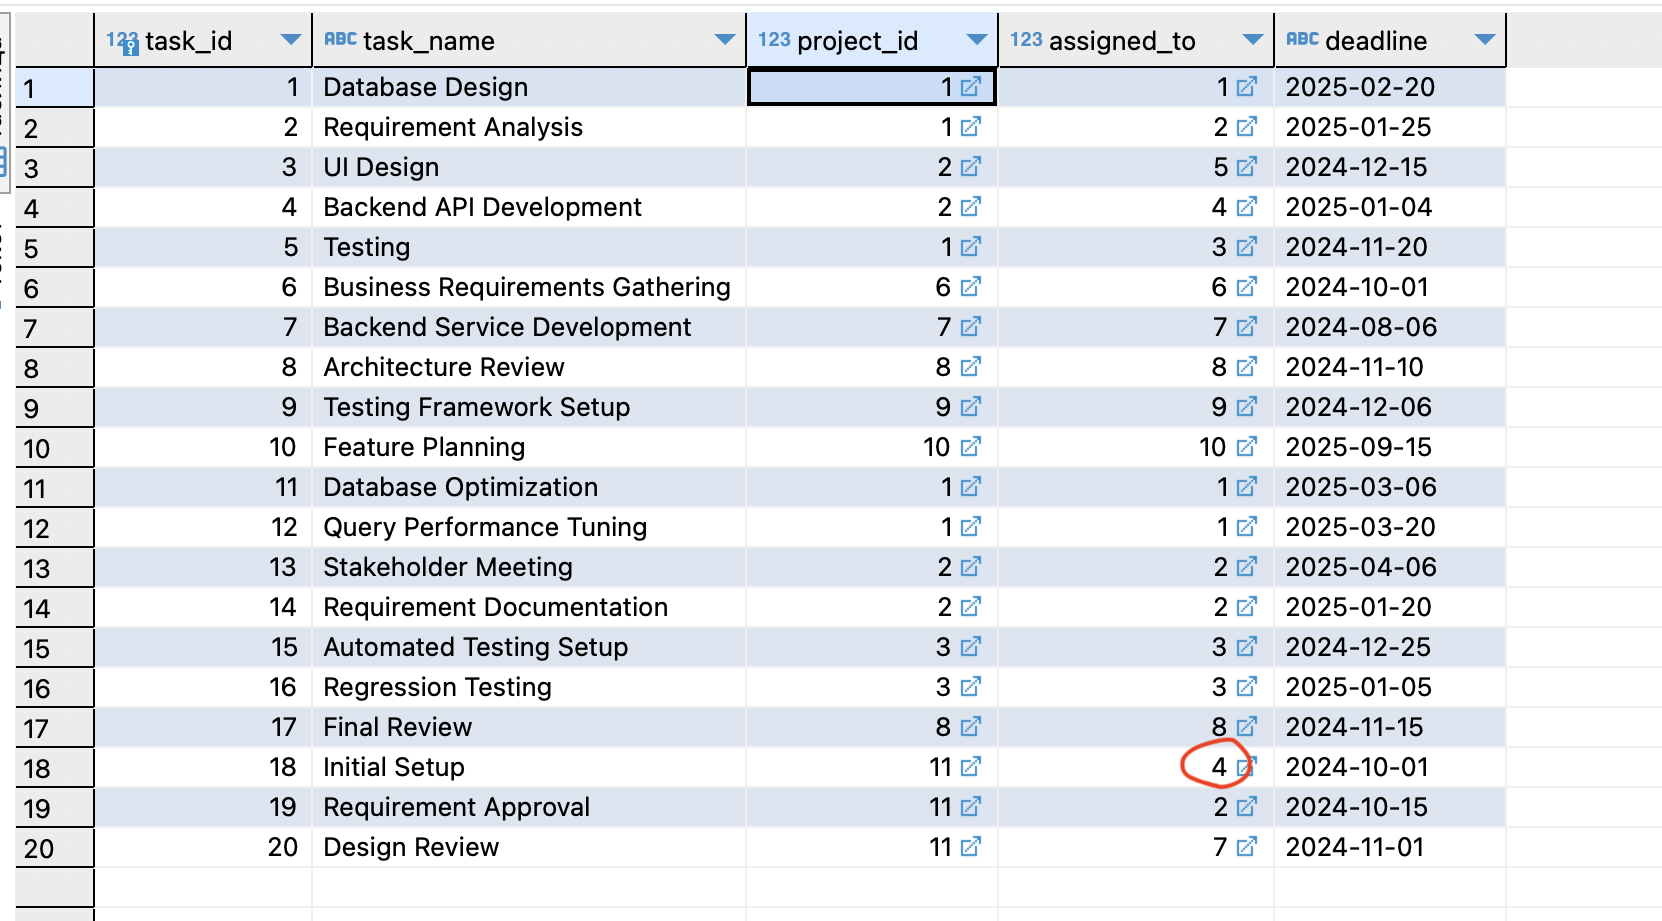 123 task_id ABC task_name 123 project_id 123 assigned_to ABC deadline
1 1 Database Design 1 1 2025-02-20
2 2 Requirement Analysis 1 2 2025-01-25
3 3 UI Design 2 5 2024-12-15
4 4 Backend API Development 2 4 2025-01-04
5 5 Testing 1 3 2024-11-20
6 6 Business Requirements Gathering 6 6 2024-10-01
7 7 Backend Service Development 7 7 2024-08-06
8 8 Architecture Review 8 8 2024-11-10
9 9 Testing Framework Setup 9 9 2024-12-06
10 10 Feature Planning 10 10 2025-09-15
11 11 Database Optimization 1 1 2025-03-06
12 12 Query Performance Tuning 1 1 2025-03-20
13 13 Stakeholder Meeting 2 2 2025-04-06
14 14 Requirement Documentation 2 2 2025-01-20
15 15 Automated Testing Setup 3 3 2024-12-25
16 16 Regression Testing 3 3 2025-01-05
17 17 Final Review 8 8 2024-11-15
18 18 Initial Setup 11 4 2024-10-01
19 19 Requirement Approval 11 2 2024-10-15
20 20 Design Review 11 7 2024-11-01